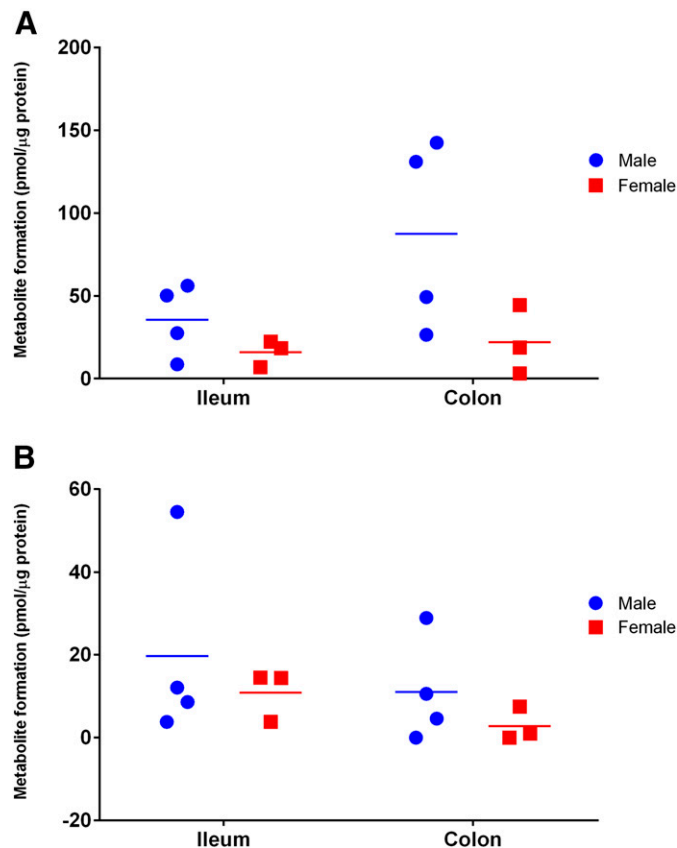 A
Metabolite formation (pmol/μg protein)
200
150
100
50
0
Ileum
Colon
Male
Female
B
Metabolite formation (pmol/μg protein)
60
40
20
0
-20
Ileum
Colon
Male
Female